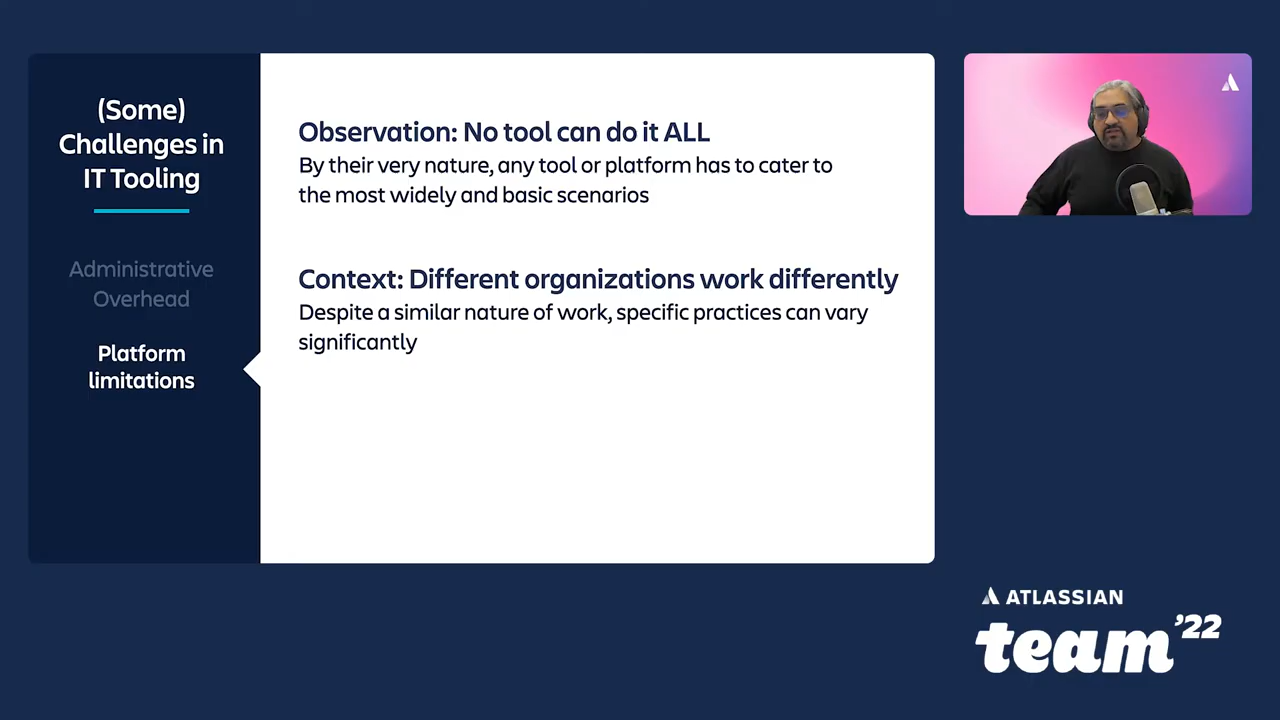 (Some)
Challenges in
IT Tooling
Administrative
Overhead
Platform
limitations
Observation: No tool can do it ALL
By their very nature, any tool or platform has to cater to
the most widely and basic scenarios
Context: Different organizations work differently
Despite a similar nature of work, specific practices can vary
significantly
ATLASSIAN
team '22